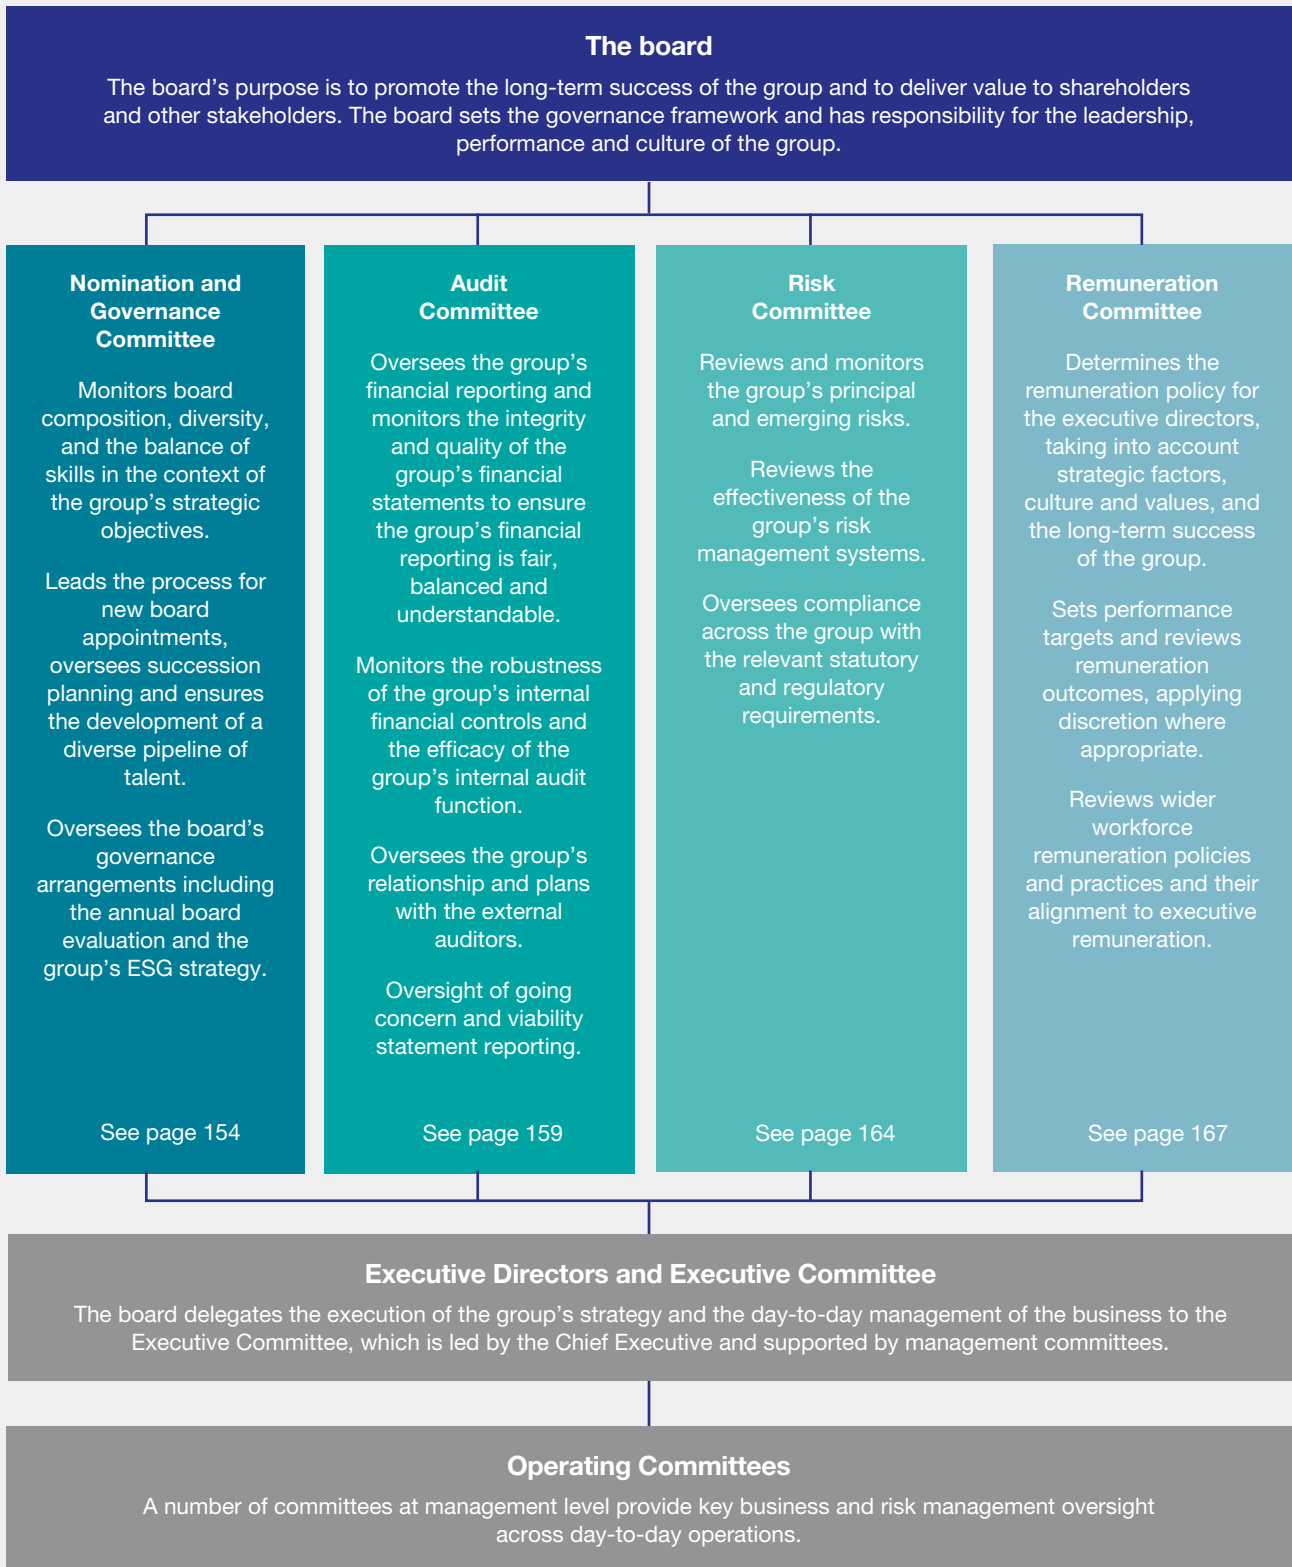 The board
The board’s purpose is to promote the long-term success of the group and to deliver value to shareholders
and other stakeholders. The board sets the governance framework and has responsibility for the leadership,
performance and culture of the group.
Nomination and
Governance
Committee
Monitors board
composition, diversity,
and the balance of
skills in the context of
the group’s strategic
objectives.
Leads the process for
new board
appointments,
oversees succession
planning and ensures
the development of a
diverse pipeline of
talent.
Oversees the board’s
governance
arrangements including
the annual board
evaluation and the
group’s ESG strategy.
See page 154
Audit
Committee
Oversees the group’s
financial reporting and
monitors the integrity
and quality of the
group’s financial
statements to ensure
the group’s financial
reporting is fair,
balanced and
understandable.
Monitors the robustness
of the group’s internal
financial controls and
the efficacy of the
group’s internal audit
function.
Oversees the group’s
relationship and plans
with the external
auditors.
Oversight of going
concern and viability
statement reporting.
See page 159
Risk
Committee
Reviews and monitors
the group’s principal
and emerging risks.
Reviews the
effectiveness of the
group’s risk
management systems.
Oversees compliance
across the group with
the relevant statutory
and regulatory
requirements.
See page 164
Remuneration
Committee
Determines the
remuneration policy for
the executive directors,
taking into account
strategic factors,
culture and values, and
the long-term success
of the group.
Sets performance
targets and reviews
remuneration
outcomes, applying
discretion where
appropriate.
Reviews wider
workforce
remuneration policies
and practices and their
alignment to executive
remuneration.
See page 167
Executive Directors and Executive Committee
The board delegates the execution of the group’s strategy and the day-to-day management of the business to the
Executive Committee, which is led by the Chief Executive and supported by management committees.
Operating Committees
A number of committees at management level provide key business and risk management oversight
across day-to-day operations.